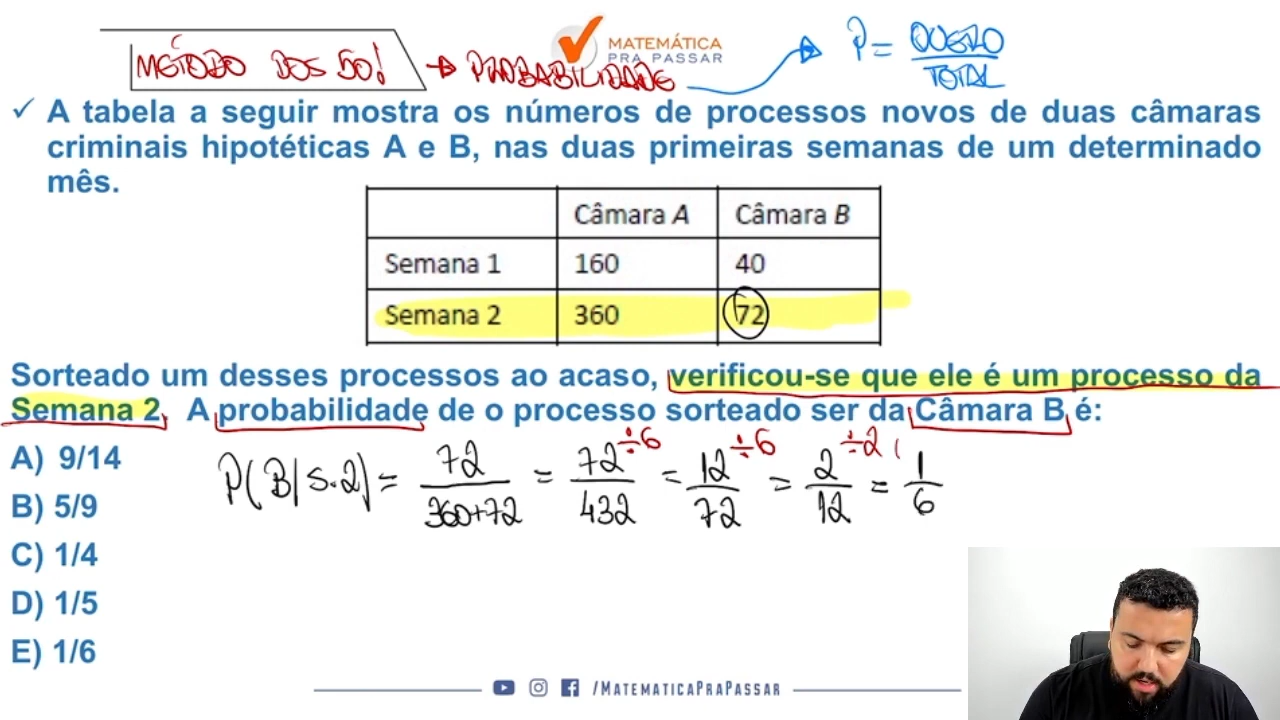 MÉTODO DOS 50! → PROBABILIDADE
MATEMÁTICA
PRA PASSAR
P = QUERO
TOTAL
✓ A tabela a seguir mostra os números de processos novos de duas câmaras
criminais hipotéticas A e B, nas duas primeiras semanas de um determinado
mês.
Câmara A Câmara B
Semana 1 160 40
Semana 2 360 72
Sorteado um desses processos ao acaso, verificou-se que ele é um processo da
Semana 2. A probabilidade de o processo sorteado ser da Câmara B é:
A) 9/14
B) 5/9
C) 1/4
D) 1/5
E) 1/6
P(B|S.2) = 72/360+72 = 72/432 ÷6 = 12/72 ÷6 = 2/12 ÷2 = 1/6
/MATEMATICAPRAPASSAR